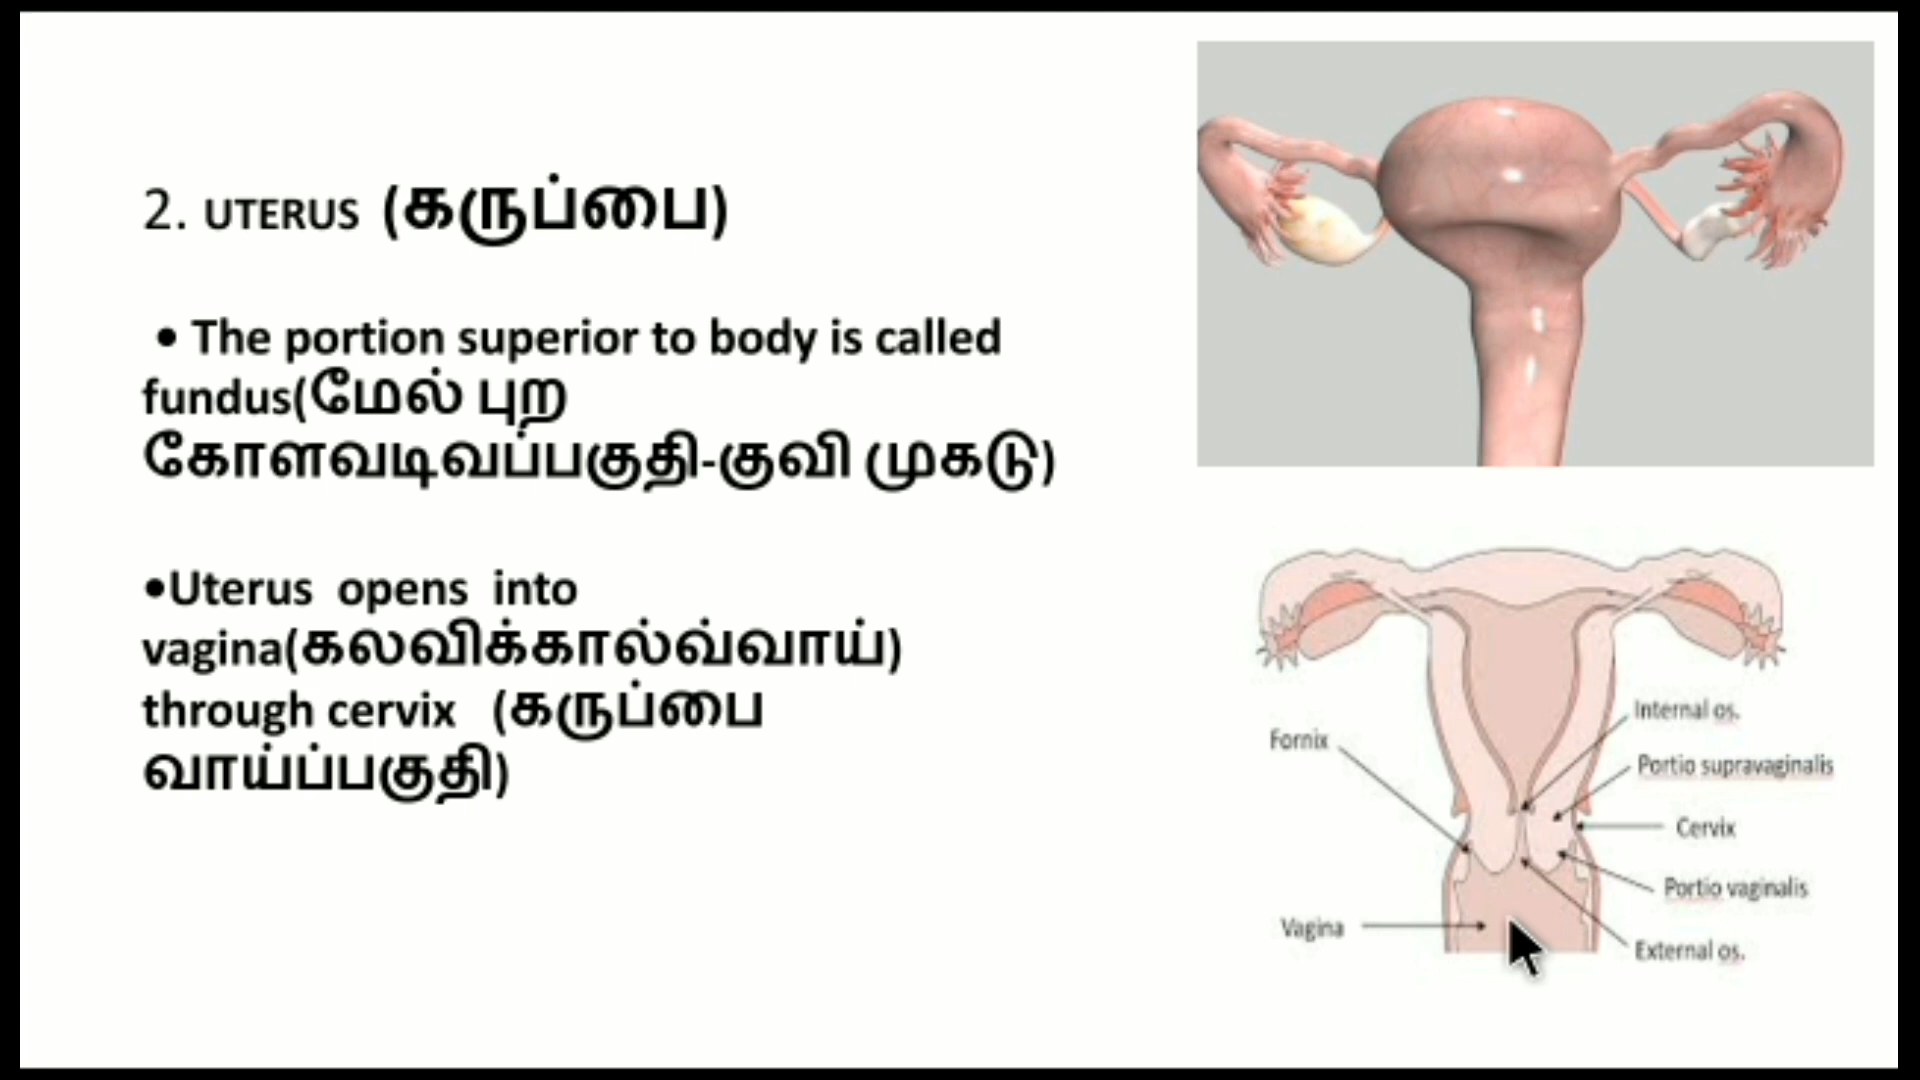 2. UTERUS (கருப்பை)
• The portion superior to body is called
fundus(மேல் புற
கோளவடிவப்பகுதி-குவி முகடு)
•Uterus opens into
vagina(கலவிக்கால்வ்வாய்)
through cervix (கருப்பை
வாய்ப்பகுதி)
Internal os.
Fornix
Portio supravaginalis
Cervix
Portio vaginalis
Vagina
External os.